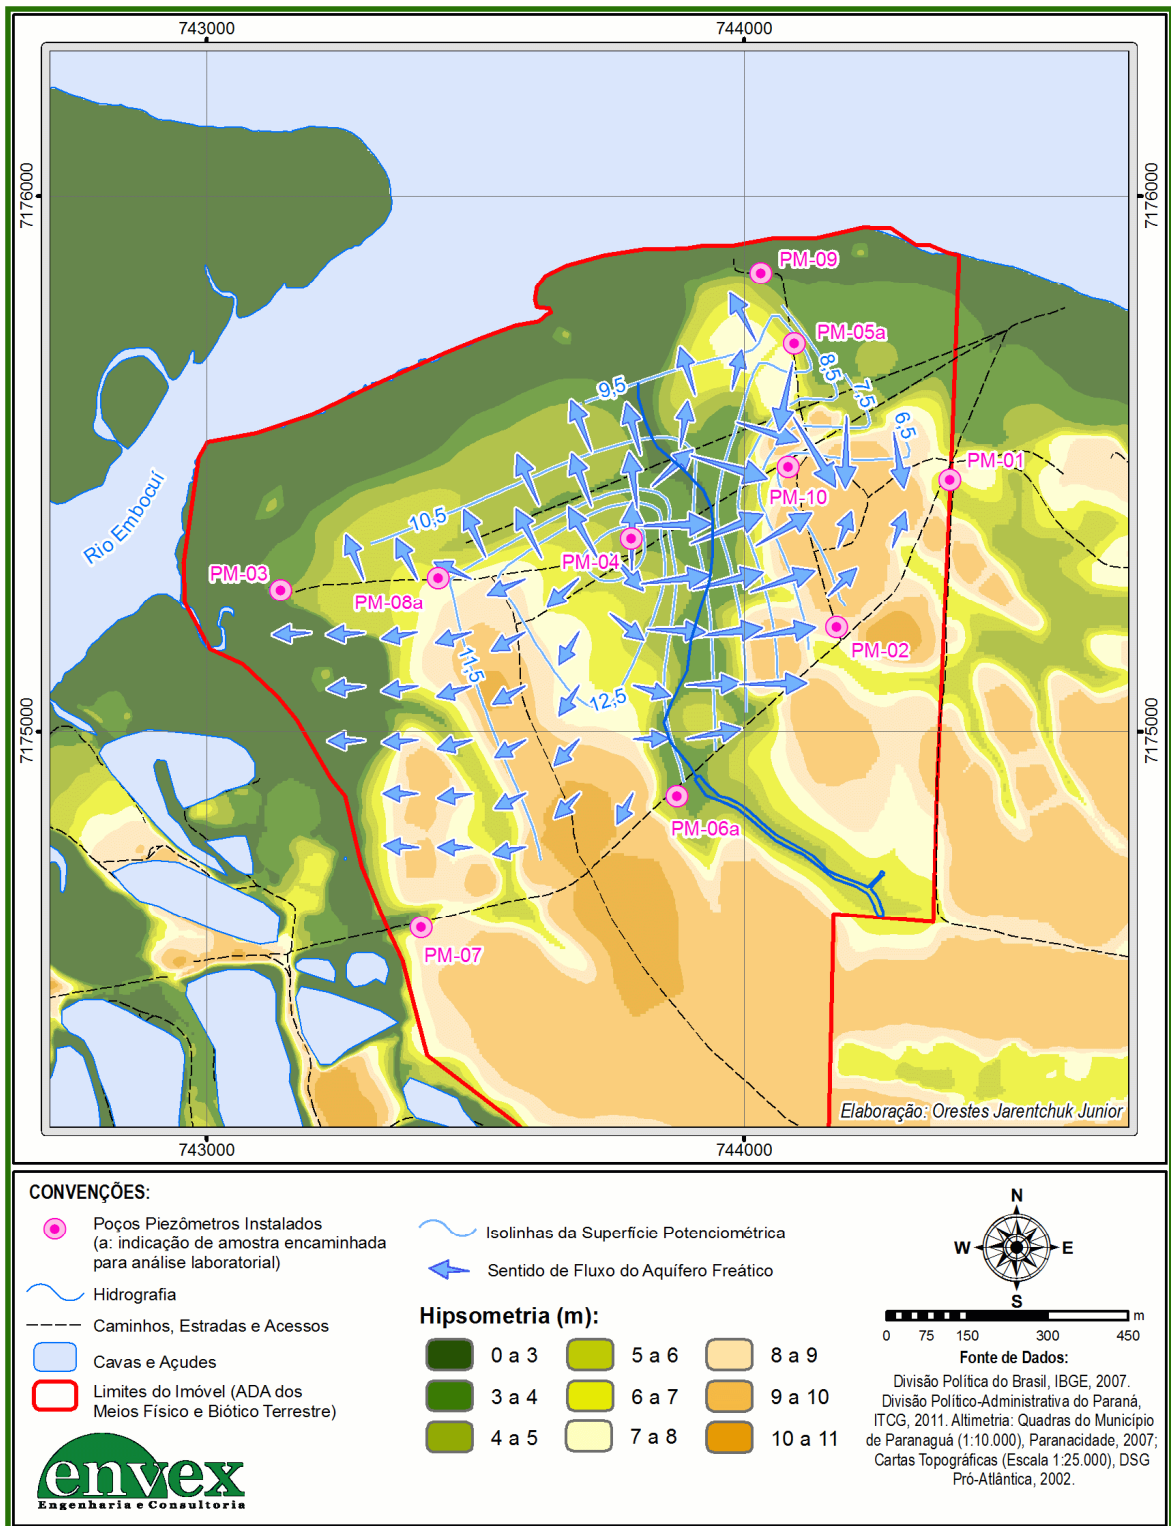 743000
744000
7176000
7176000
PM-09
PM-05a
8,5
9,5
7,5
6,5
PM-01
PM-10
Rio Embocuí
10,5
PM-04
PM-03
PM-08a
PM-02
11,5
12,5
7175000
7175000
PM-06a
PM-07
Elaboração: Orestes Jarentchuk Junior
743000
744000
CONVENÇÕES:
Poços Piezômetros Instalados
(a: indicação de amostra encaminhada
para análise laboratorial)
Hidrografia
Caminhos, Estradas e Acessos
Cavas e Açudes
Limites do Imóvel (ADA dos
Meios Físico e Biótico Terrestre)
envex
Engenharia e Consultoria
Isolinhas da Superfície Potenciométrica
Sentido de Fluxo do Aquífero Freático
Hipsometria (m):
0 a 3
5 a 6
8 a 9
3 a 4
6 a 7
9 a 10
4 a 5
7 a 8
10 a 11
N
W
E
S
m
0 75 150 300 450
Fonte de Dados:
Divisão Política do Brasil, IBGE, 2007.
Divisão Político-Administrativa do Paraná,
ITCG, 2011. Altimetria: Quadras do Município
de Paranaguá (1:10.000), Paranacidade, 2007;
Cartas Topográficas (Escala 1:25.000), DSG
Pró-Atlântica, 2002.